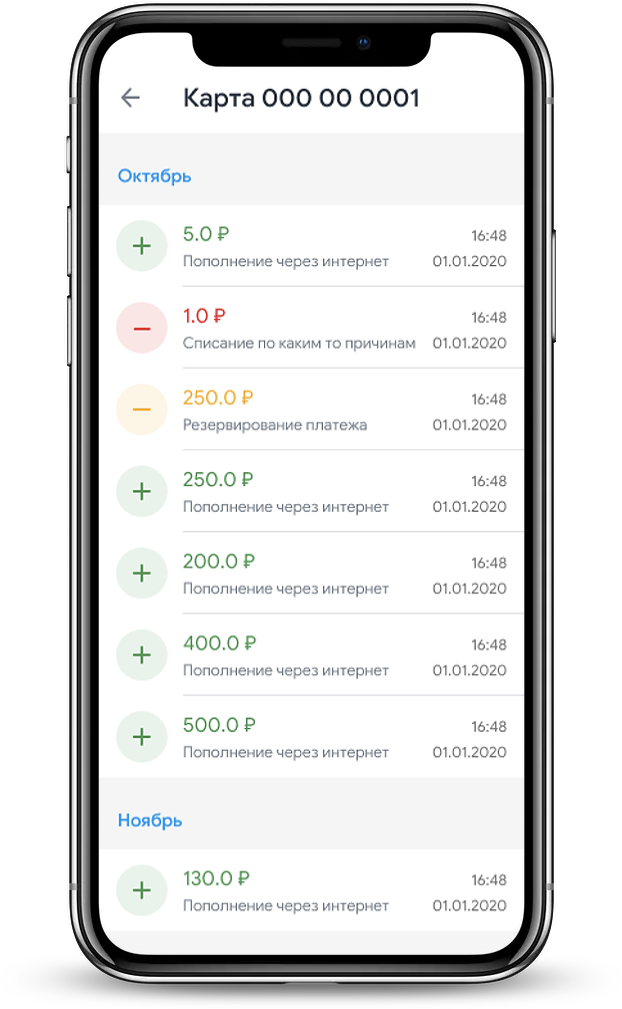 Карта 000 00 0001
Октябрь
5.0 ₽ 16:48
Пополнение через интернет 01.01.2020
1.0 ₽ 16:48
Списание по каким то причинам 01.01.2020
250.0 ₽ 16:48
Резервирование платежа 01.01.2020
250.0 ₽ 16:48
Пополнение через интернет 01.01.2020
200.0 ₽ 16:48
Пополнение через интернет 01.01.2020
400.0 ₽ 16:48
Пополнение через интернет 01.01.2020
500.0 ₽ 16:48
Пополнение через интернет 01.01.2020
Ноябрь
130.0 ₽ 16:48
Пополнение через интернет 01.01.2020